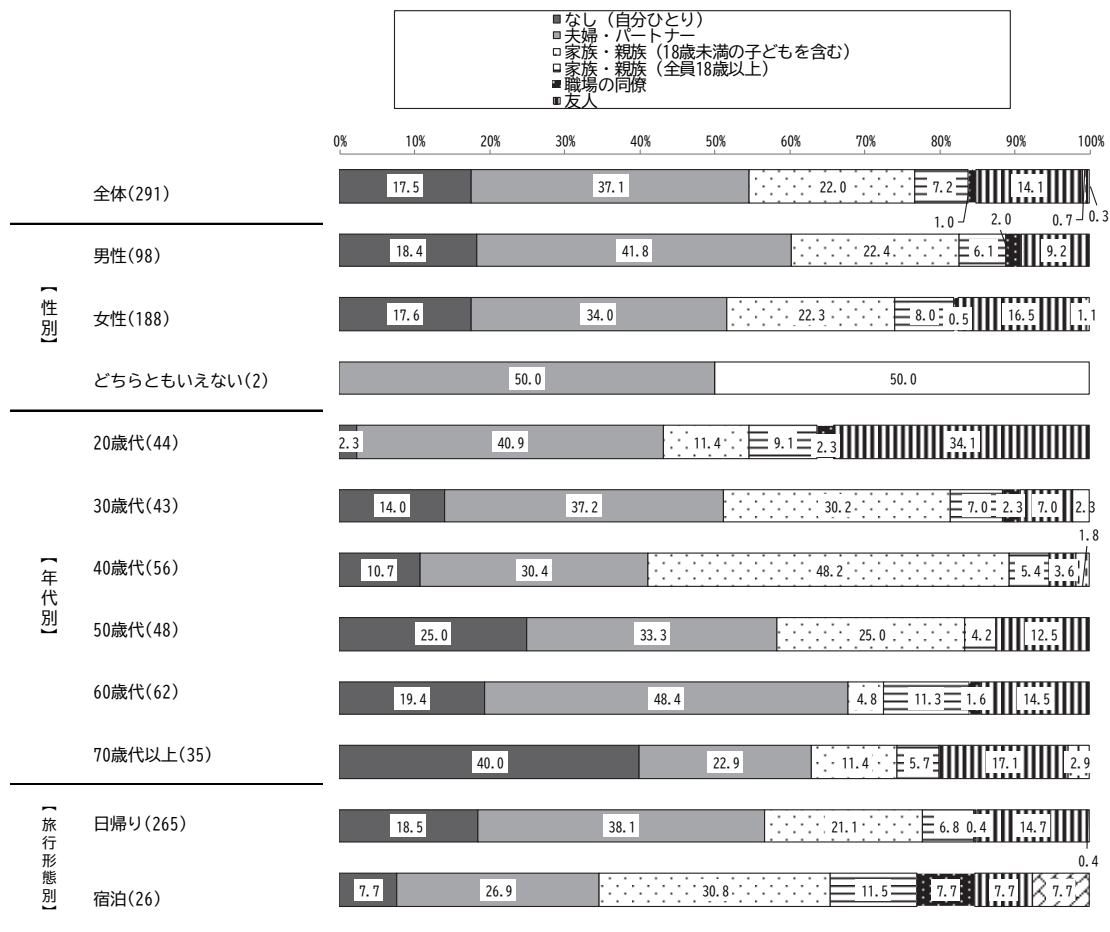 なし（自分ひとり）
夫婦・パートナー
家族・親族（18歳未満の子どもを含む）
家族・親族（全員18歳以上）
職場の同僚
友人
0% 10% 20% 30% 40% 50% 60% 70% 80% 90% 100%
全体(291) 17.5 37.1 22.0 7.2 14.1
1.0 2.0 0.7 0.3
【性別】
男性(98) 18.4 41.8 22.4 6.1 9.2
女性(188) 17.6 34.0 22.3 8.0 0.5 16.5 1.1
どちらともいえない(2) 50.0 50.0
【年代別】
20歳代(44) 2.3 40.9 11.4 9.1 2.3 34.1
30歳代(43) 14.0 37.2 30.2 7.0 2.3 7.0 2.3
1.8
40歳代(56) 10.7 30.4 48.2 5.4 3.6
50歳代(48) 25.0 33.3 25.0 4.2 12.5
60歳代(62) 19.4 48.4 4.8 11.3 1.6 14.5
70歳代以上(35) 40.0 22.9 11.4 5.7 17.1 2.9
【旅行形態別】
日帰り(265) 18.5 38.1 21.1 6.8 0.4 14.7
0.4
宿泊(26) 7.7 26.9 30.8 11.5 7.7 7.7 7.7